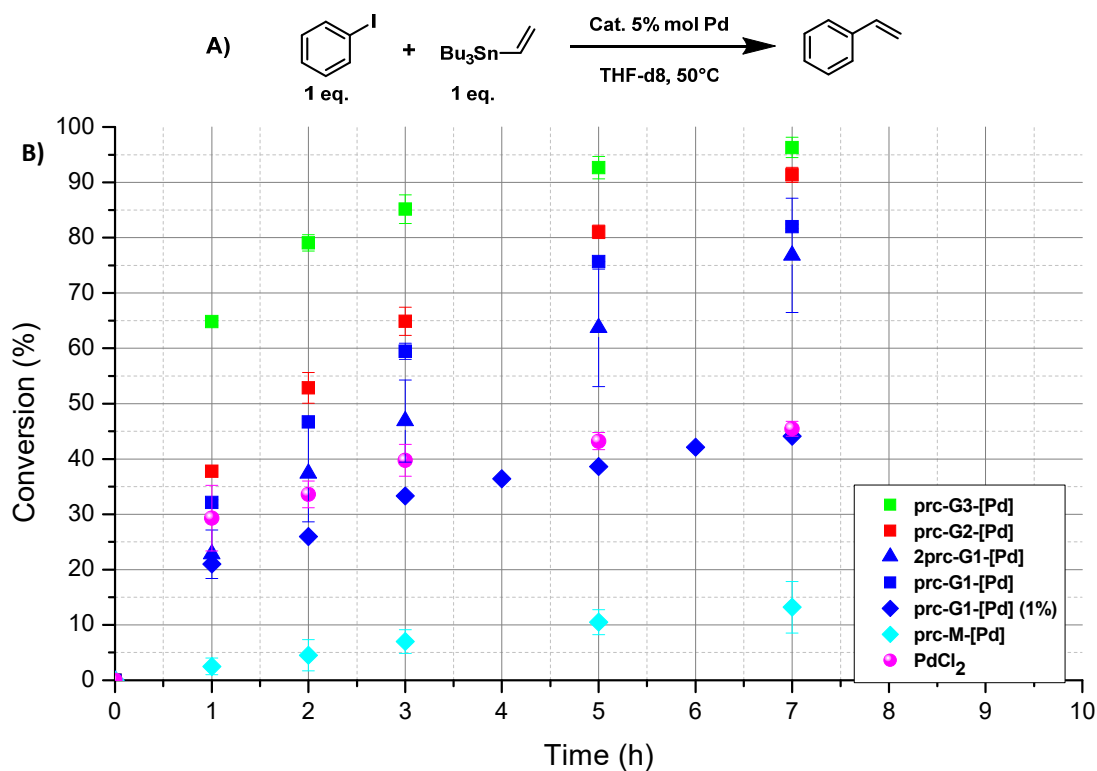 A)
I
+
Bu3Sn
Cat. 5% mol Pd
THF-d8, 50°C
1 eq.
1 eq.
B)
Conversion (%)
100
90
80
70
60
50
40
30
20
10
0
0 1 2 3 4 5 6 7 8 9 10
Time (h)
prc-G3-[Pd]
prc-G2-[Pd]
2prc-G1-[Pd]
prc-G1-[Pd]
prc-G1-[Pd] (1%)
prc-M-[Pd]
PdCl2